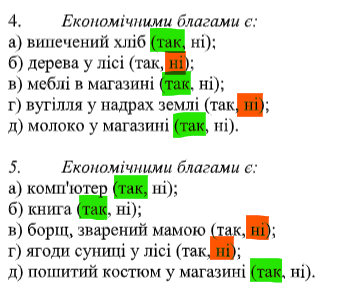 4. Економічними благами є:
а) випечений хліб (так, ні);
б) дерева у лісі (так, ні);
в) меблі в магазині (так, ні);
г) вугілля у надрах землі (так, ні);
д) молоко у магазині (так, ні).
5. Економічними благами є:
а) комп'ютер (так, ні);
б) книга (так, ні);
в) борщ, зварений мамою (так, ні);
г) ягоди суниці у лісі (так, ні);
д) пошитий костюм у магазині (так, ні).